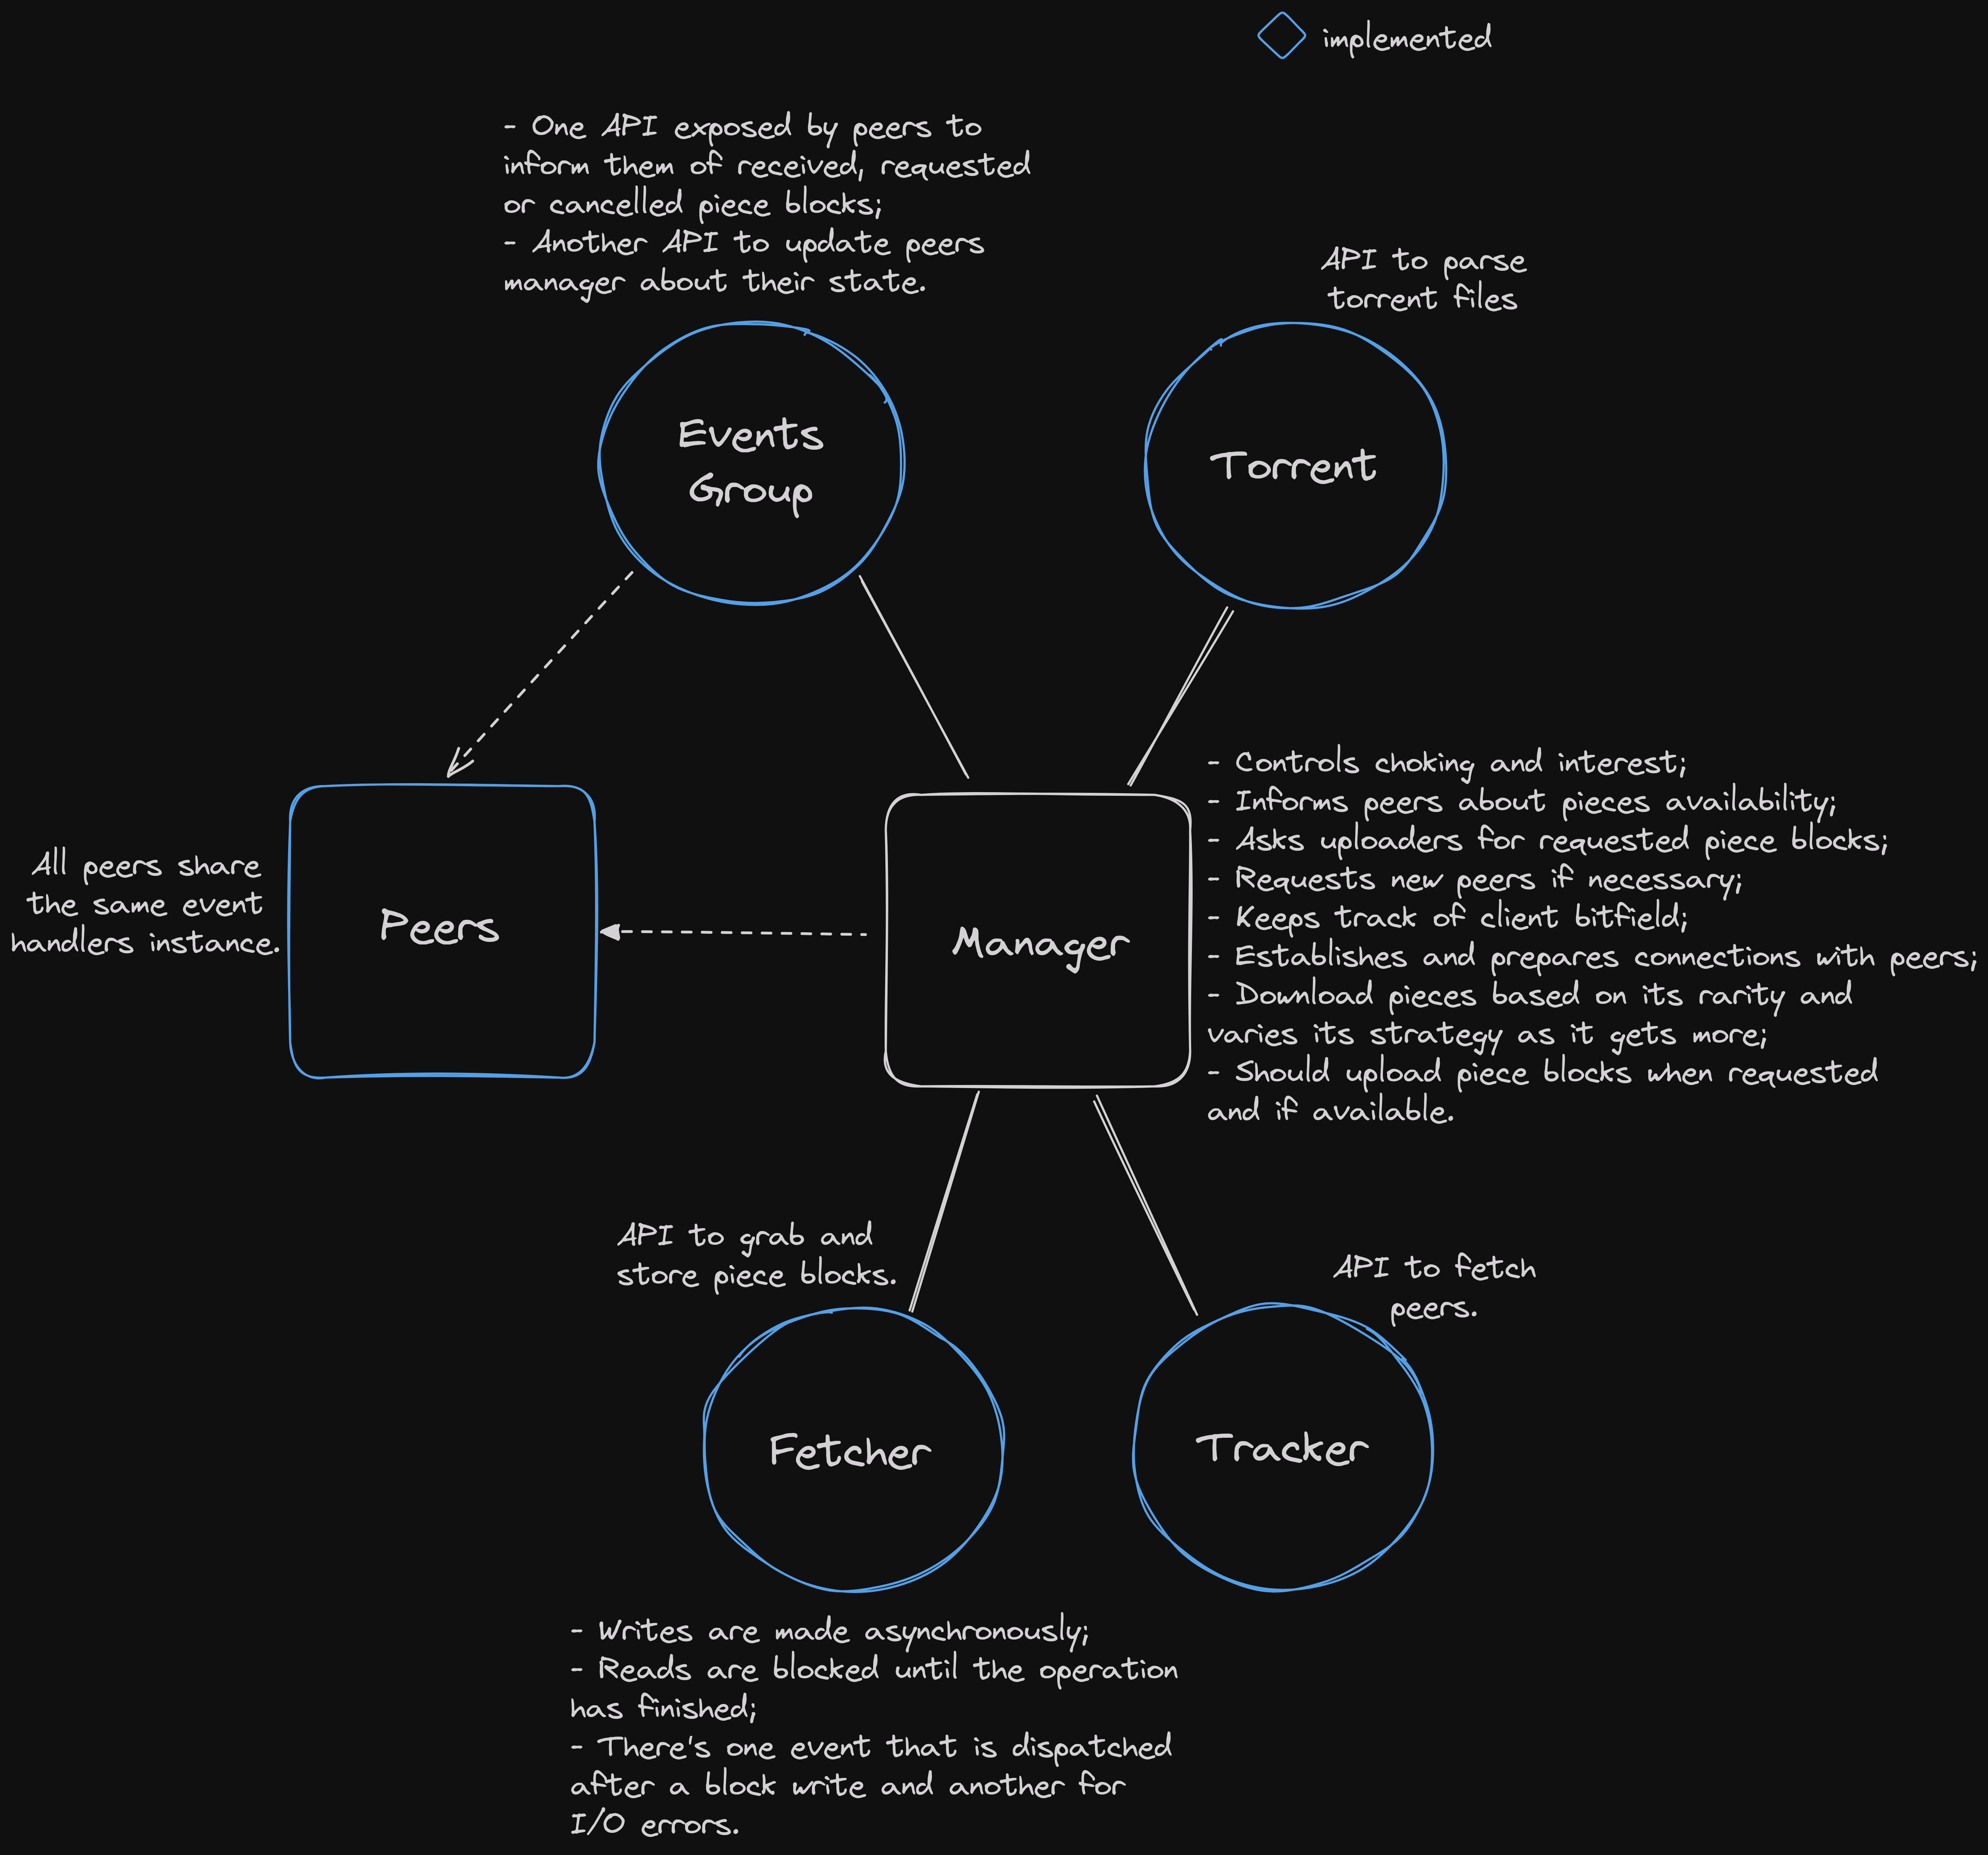 implemented
- One API exposed by peers to
inform them of received, requested
or cancelled piece blocks;
- Another API to update peers
manager about their state.
API to parse
torrent files
Events
Group
Torrent
All peers share
the same event
handlers instance.
Peers
Manager
- Controls choking and interest;
- Informs peers about pieces availability;
- Asks uploaders for requested piece blocks;
- Requests new peers if necessary;
- Keeps track of client bitfield;
- Establishes and prepares connections with peers;
- Download pieces based on its rarity and
varies its strategy as it gets more;
- Should upload piece blocks when requested
and if available.
API to grab and
store piece blocks.
API to fetch
peers.
Fetcher
Tracker
- Writes are made asynchronously;
- Reads are blocked until the operation
has finished;
- There's one event that is dispatched
after a block write and another for
I/O errors.